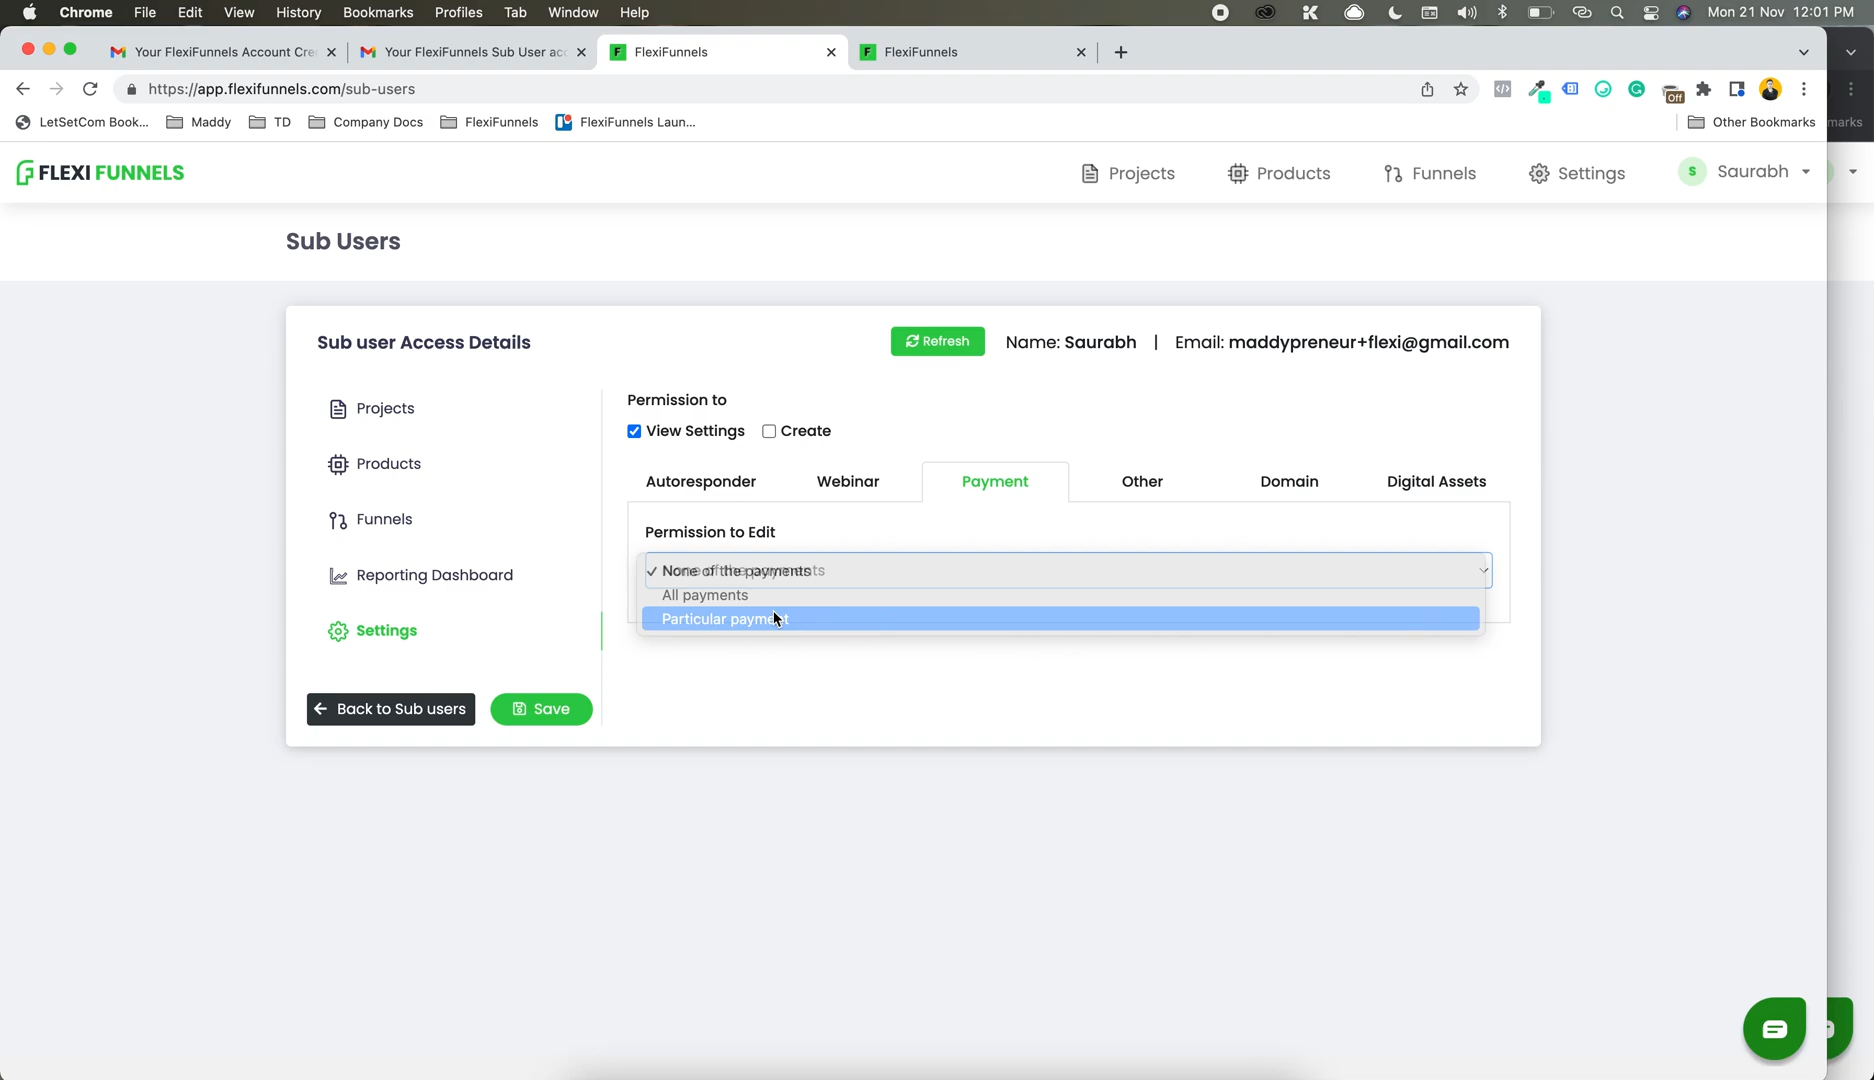 Chrome File Edit View History Bookmarks Profiles Tab Window Help Mon 21 Nov 12:01 PM
Your FlexiFunnels Account Cre Your FlexiFunnels Sub User acc FlexiFunnels FlexiFunnels
https://app.flexifunnels.com/sub-users Off
LetSetCom Book... Maddy TD Company Docs FlexiFunnels FlexiFunnels Laun... Other Bookmarks marks
FLEXI FUNNELS Projects Products Funnels Settings S Saurabh
Sub Users
Sub user Access Details Refresh Name: Saurabh | Email: maddypreneur+flexi@gmail.com
Projects
Products
Funnels
Reporting Dashboard
Settings
Back to Sub users Save
Permission to
View Settings Create
Autoresponder Webinar Payment Other Domain Digital Assets
Permission to Edit
None of the payments
All payments
Particular payment